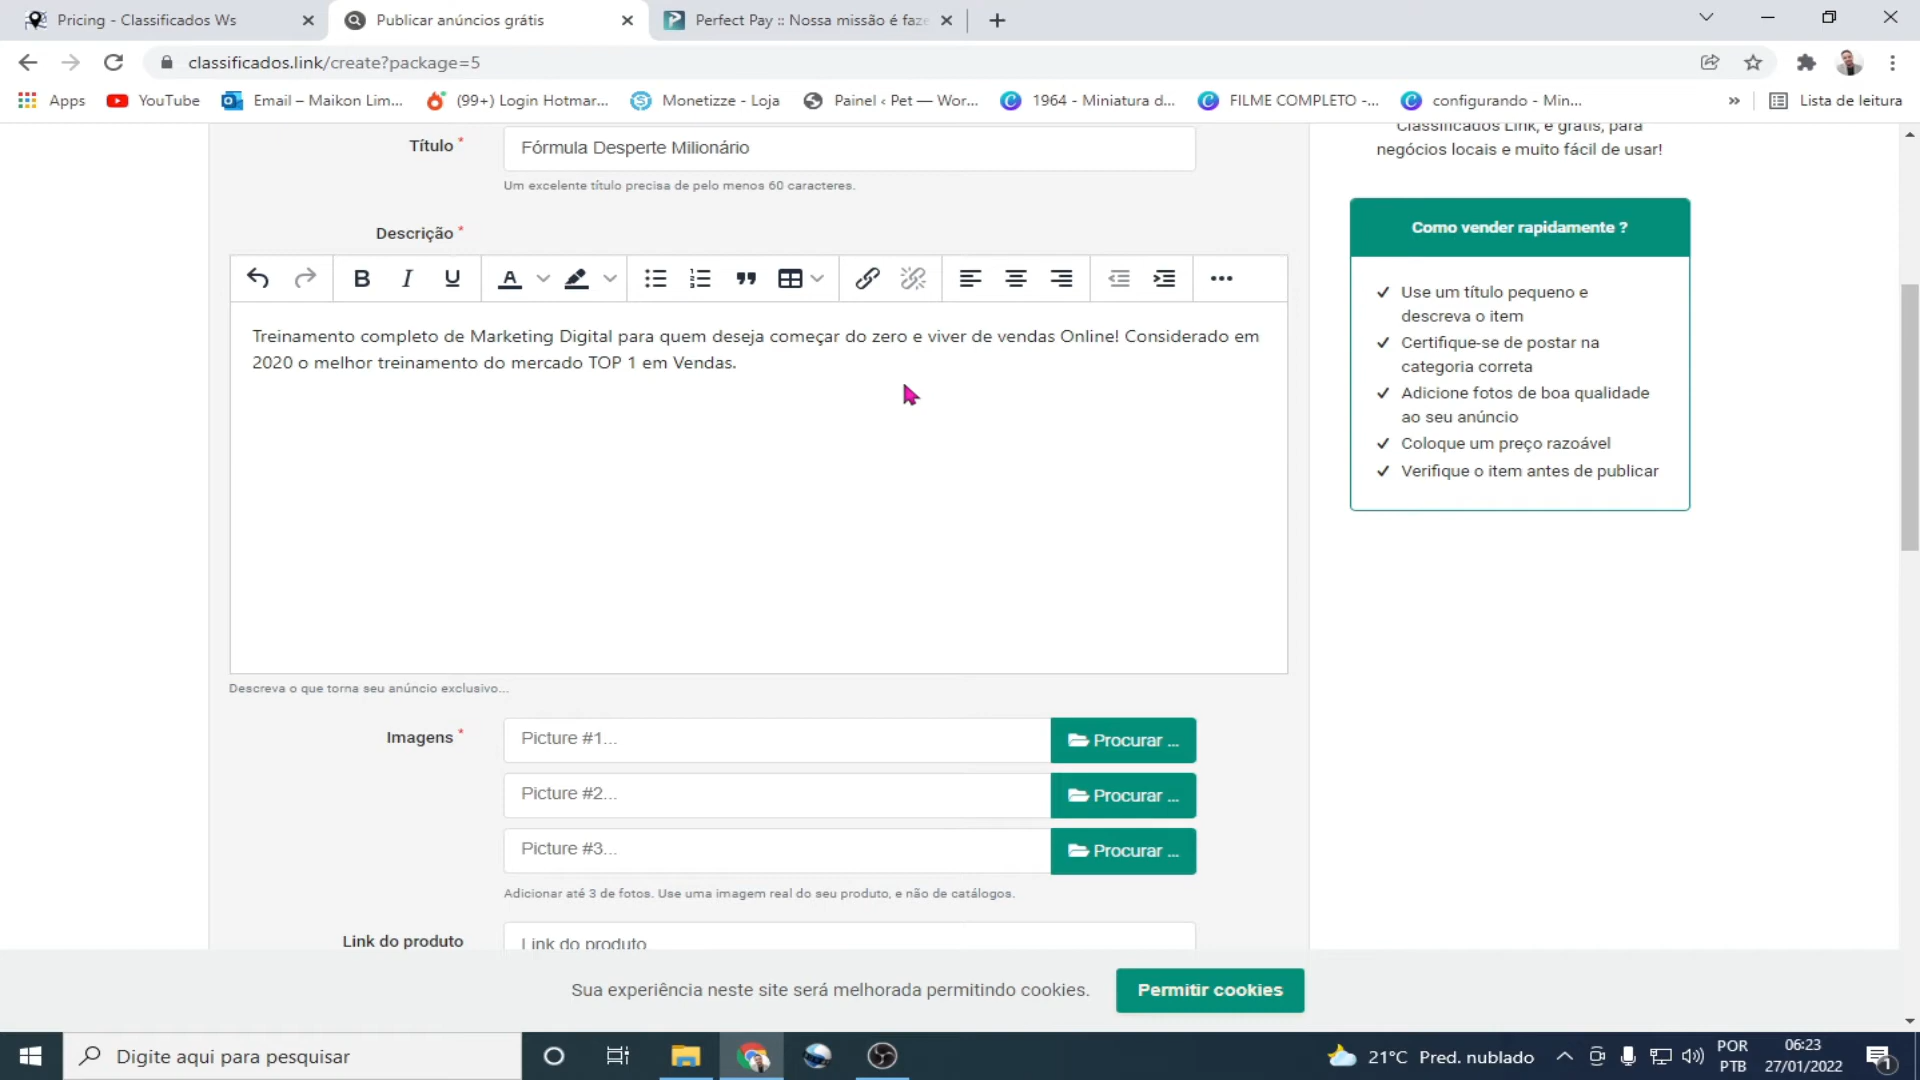 Pricing - Classificados Ws
Publicar anúncios grátis
Perfect Pay :: Nossa missão é faze
classificados.link/create?package=5
Apps
YouTube
Email – Maikon Lim...
(99+) Login Hotmar...
Monetizze - Loja
Painel ‹ Pet — Wor...
1964 - Miniatura d...
FILME COMPLETO -...
configurando - Min...
»
Lista de leitura
Título *
Fórmula Desperte Milionário
Um excelente título precisa de pelo menos 60 caracteres.
Descrição *
B I U A
Treinamento completo de Marketing Digital para quem deseja começar do zero e viver de vendas Online! Considerado em
2020 o melhor treinamento do mercado TOP 1 em Vendas.
Descreva o que torna seu anúncio exclusivo...
Imagens *
Picture #1...
Procurar ...
Picture #2...
Procurar ...
Picture #3...
Procurar ...
Adicionar até 3 de fotos. Use uma imagem real do seu produto, e não de catálogos.
Link do produto
Link do produto
Classificados Link, é grátis, para
negócios locais e muito fácil de usar!
Como vender rapidamente ?
Use um título pequeno e
descreva o item
Certifique-se de postar na
categoria correta
Adicione fotos de boa qualidade
ao seu anúncio
Coloque um preço razoável
Verifique o item antes de publicar
Sua experiência neste site será melhorada permitindo cookies.
Permitir cookies
Digite aqui para pesquisar
21°C Pred. nublado
POR
PTB
06:23
27/01/2022
1